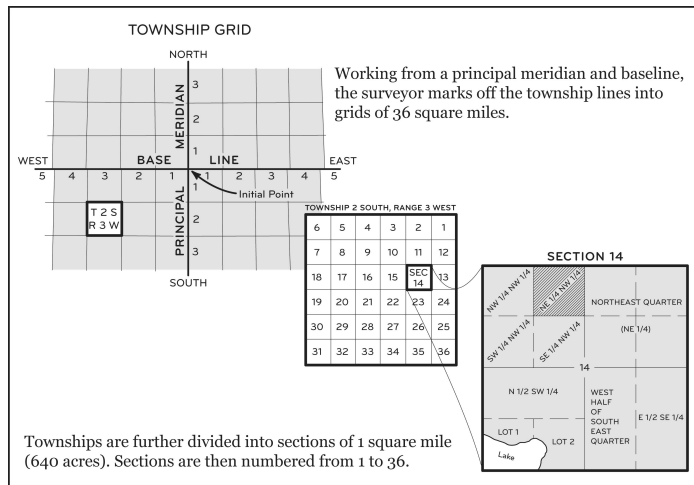 TOWNSHIP GRID
NORTH
Working from a principal meridian and baseline,
the surveyor marks off the township lines into
grids of 36 square miles.
MERIDIAN
3
2
1
WEST
BASE
LINE
EAST
5 4 3 2 1 1 2 3 4 5
Initial Point
PRINCIPAL
1
2
3
T 2 S
R 3 W
SOUTH
TOWNSHIP 2 SOUTH, RANGE 3 WEST
6 5 4 3 2 1
7 8 9 10 11 12
18 17 16 15 SEC 14 13
19 20 21 22 23 24
30 29 28 27 26 25
31 32 33 34 35 36
SECTION 14
NW 1/4 NW 1/4
NE 1/4 NW 1/4
NORTHEAST QUARTER
(NE 1/4)
SW 1/4 NW 1/4
SE 1/4 NW 1/4
14
N 1/2 SW 1/4
WEST
HALF
OF
SOUTH
EAST
QUARTER
E 1/2 SE 1/4
LOT 1
LOT 2
Lake
Townships are further divided into sections of 1 square mile
(640 acres). Sections are then numbered from 1 to 36.